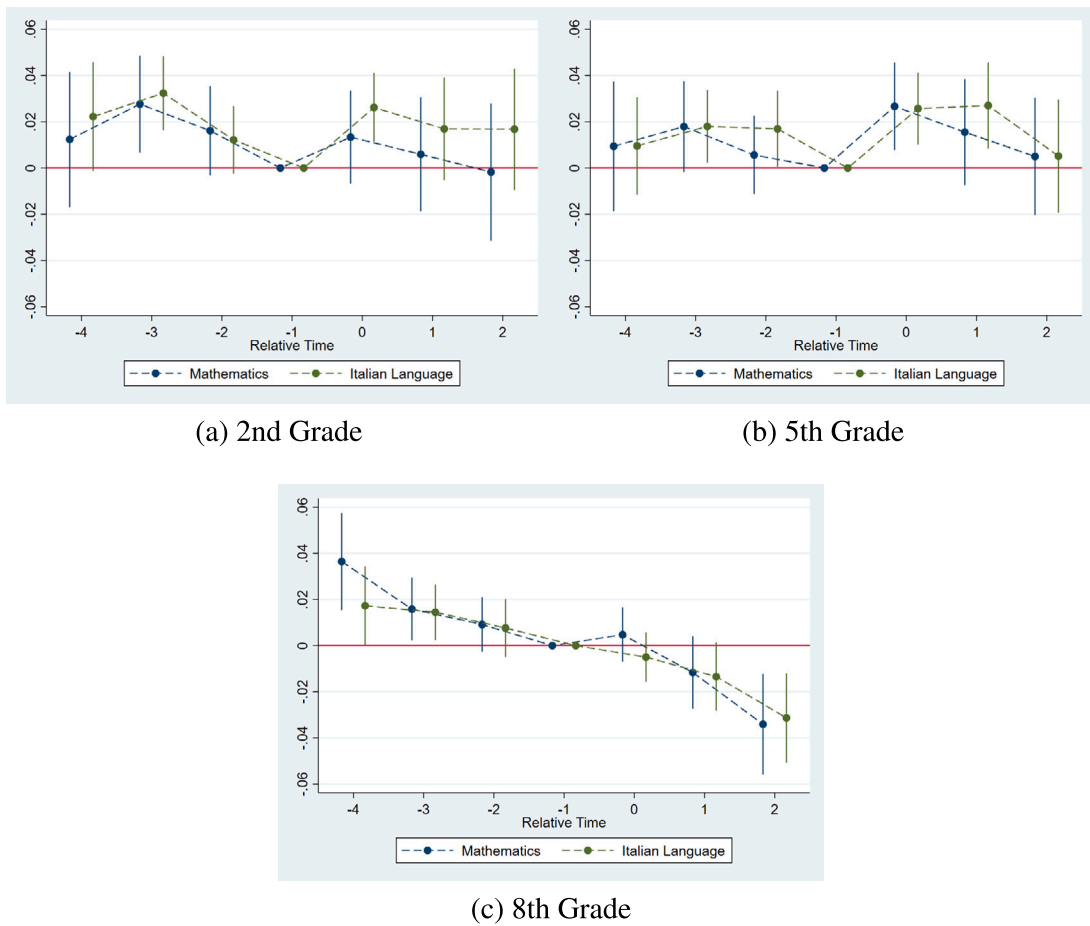 .06
.04
.02
0
-.02
-.04
-.06
-4 -3 -2 -1 0 1 2
Relative Time
Mathematics Italian Language
(a) 2nd Grade
.06
.04
.02
0
-.02
-.04
-.06
-4 -3 -2 -1 0 1 2
Relative Time
Mathematics Italian Language
(b) 5th Grade
.06
.04
.02
0
-.02
-.04
-.06
-4 -3 -2 -1 0 1 2
Relative Time
Mathematics Italian Language
(c) 8th Grade